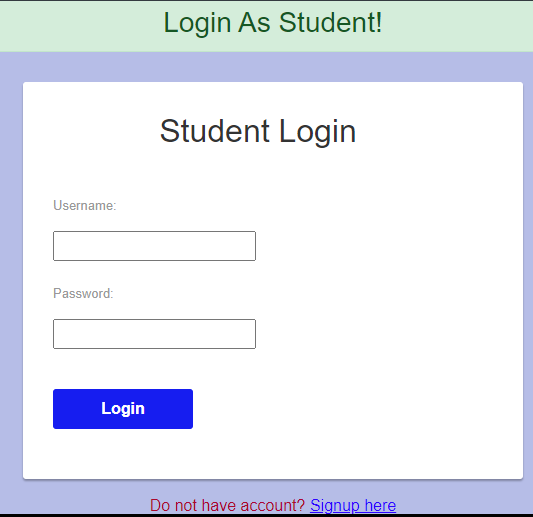 Login As Student!
Student Login
Username:
Password:
Login
Do not have account? Signup here